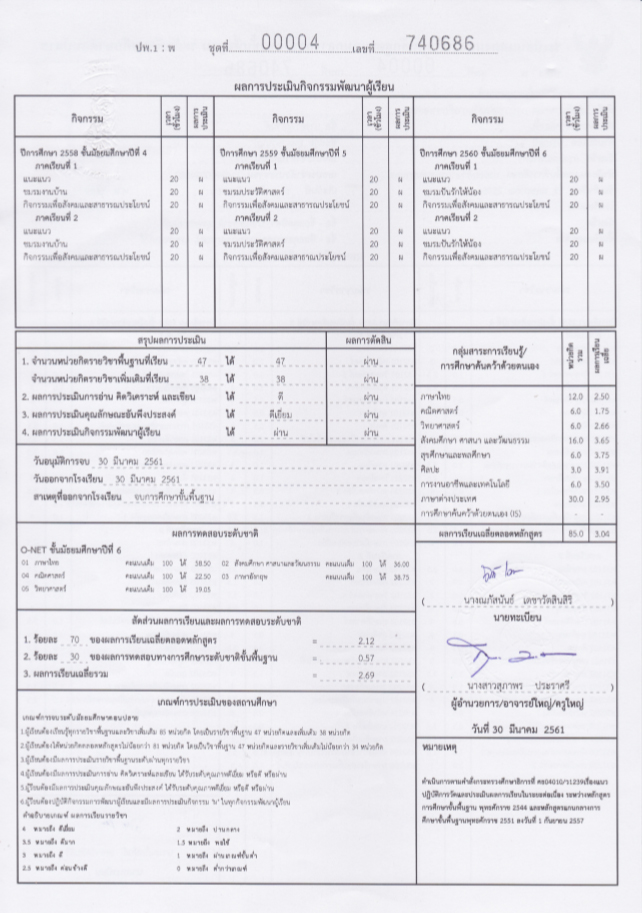 ปพ.1 : พ ชุดที่ 00004 เลขที่ 740686
ผลการประเมินกิจกรรมพัฒนาผู้เรียน
กิจกรรม เวลา (ชั่วโมง) ผลการประเมิน กิจกรรม เวลา (ชั่วโมง) ผลการประเมิน กิจกรรม เวลา (ชั่วโมง) ผลการประเมิน
ปีการศึกษา 2558 ชั้นมัธยมศึกษาปีที่ 4
ภาคเรียนที่ 1
แนะแนว 20 ผ
ชมรมงานบ้าน 20 ผ
กิจกรรมเพื่อสังคมและสาธารณประโยชน์ 20 ผ
ภาคเรียนที่ 2
แนะแนว 20 ผ
ชมรมงานบ้าน 20 ผ
กิจกรรมเพื่อสังคมและสาธารณประโยชน์ 20 ผ
ปีการศึกษา 2559 ชั้นมัธยมศึกษาปีที่ 5
ภาคเรียนที่ 1
แนะแนว 20 ผ
ชมรมประวัติศาสตร์ 20 ผ
กิจกรรมเพื่อสังคมและสาธารณประโยชน์ 20 ผ
ภาคเรียนที่ 2
แนะแนว 20 ผ
ชมรมประวัติศาสตร์ 20 ผ
กิจกรรมเพื่อสังคมและสาธาณประโยชน์ 20 ผ
ปีการศึกษา 2560 ชั้นมัธยมศึกษาปีที่ 6
ภาคเรียนที่ 1
แนะแนว 20 ผ
ชมรมปันรักให้น้อง 20 ผ
กิจกรรมเพื่อสังคมและสาธารณประโยชน์ 20 ผ
ภาคเรียนที่ 2
แนะแนว 20 ผ
ชมรมปันรักให้น้อง 20 ผ
กิจกรรมเพื่อสังคมและสาธารณประโยชน์ 20 ผ
สรุปผลการประเมิน ผลการตัดสิน
1. จำนวนหน่วยกิตรายวิชาพื้นฐานที่เรียน 47 ได้ 47 ผ่าน
จำนวนหน่วยกิตรายวิชาเพิ่มเติมที่เรียน 38 ได้ 38 ผ่าน
2. ผลการประเมินการอ่าน คิดวิเคราะห์ และเขียน ได้ ดี ผ่าน
3. ผลการประเมินคุณลักษณะอันพึงประสงค์ ได้ ดีเยี่ยม ผ่าน
4. ผลการประเมินกิจกรรมพัฒนาผู้เรียน ได้ ผ่าน ผ่าน
วันอนุมัติการจบ 30 มีนาคม 2561
วันออกจากโรงเรียน 30 มีนาคม 2561
สาเหตุที่ออกจากโรงเรียน จบการศึกษาขั้นพื้นฐาน
กลุ่มสาระการเรียนรู้/
การศึกษาค้นคว้าด้วยตนเอง หน่วยกิตรวม ผลการเรียนเฉลี่ย
ภาษาไทย 12.0 2.50
คณิตศาสตร์ 6.0 1.75
วิทยาศาสตร์ 6.0 2.66
สังคมศึกษา ศาสนา และวัฒนธรรม 16.0 3.65
สุขศึกษาและพลศึกษา 6.0 3.75
ศิลปะ 3.0 3.91
การงานอาชีพและเทคโนโลยี 6.0 3.50
ภาษาต่างประเทศ 30.0 2.95
การศึกษาค้นคว้าด้วยตนเอง (IS) - -
ผลการเรียนเฉลี่ยตลอดหลักสูตร 85.0 3.04
ผลการทดสอบระดับชาติ
O-NET ชั้นมัธยมศึกษาปีที่ 6
01 ภาษาไทย คะแนนเต็ม 100 ได้ 38.50 02 สังคมศึกษา ศาสนาและวัฒนธรรม คะแนนเต็ม 100 ได้ 36.00
04 คณิตศาสตร์ คะแนนเต็ม 100 ได้ 22.50 03 ภาษาอังกฤษ คะแนนเต็ม 100 ได้ 38.75
05 วิทยาศาสตร์ คะแนนเต็ม 100 ได้ 19.05
สัดส่วนผลการเรียนและผลการทดสอบระดับชาติ
1. ร้อยละ 70 ของผลการเรียนเฉลี่ยตลอดหลักสูตร = 2.12
2. ร้อยละ 30 ของผลการทดสอบทางการศึกษาระดับชาติขั้นพื้นฐาน = 0.57
3. ผลการเรียนเฉลี่ยรวม = 2.69
( นางณภัสนันธ์ เดชาวัตสินสิริ )
นายทะเบียน
( นางสาวสุภาพร ประราศรี )
ผู้อำนวยการ/อาจารย์ใหญ่/ครูใหญ่
วันที่ 30 มีนาคม 2561
เกณฑ์การประเมินของสถานศึกษา
เกณฑ์การจบระดับมัธยมศึกษาตอนปลาย
1.ผู้เรียนต้องเรียนรู้ทุกรายวิชาพื้นฐานและรายวิชาเพิ่มเติม 85 หน่วยกิต โดยเป็นรายวิชาพื้นฐาน 47 หน่วยกิตและเพิ่มเติม 38 หน่วยกิต
2.ผู้เรียนต้องได้หน่วยกิตตลอดหลักสูตรไม่น้อยกว่า 81 หน่วยกิต โดยเป็นวิชาพื้นฐาน 47 หน่วยกิตและรายวิชาเพิ่มเติมไม่น้อยกว่า 34 หน่วยกิต
3.ผู้เรียนต้องมีผลการประเมินรายวิชาพื้นฐานระดับผ่านทุกรายวิชา
4.ผู้เรียนต้องมีผลการประเมินการอ่าน คิดวิเคราะห์และเขียน ได้รับระดับคุณภาพดีเยี่ยม หรือดี หรือผ่าน
5.ผู้เรียนต้องมีผลการประเมินคุณลักษณะอันพึงประสงค์ ได้รับระดับคุณภาพดีเยี่ยม หรือดี หรือผ่าน
6.ผู้เรียนต้องปฏิบัติกิจกรรมการพัฒนาผู้เรียนและมีผลการประเมินกิจกรรม "ผ" ในทุกกิจกรรมพัฒนาผู้เรียน
คำอธิบายเกณฑ์ ผลการเรียนรายวิชา
4 หมายถึง ดีเยี่ยม 2 หมายถึง ปานกลาง
3.5 หมายถึง ดีมาก 1.5 หมายถึง พอใช้
3 หมายถึง ดี 1 หมายถึง ผ่านเกณฑ์ขั้นต่ำ
2.5 หมายถึง ค่อนข้างดี 0 หมายถึง ต่ำกว่าเกณฑ์
หมายเหตุ
ดำเนินการตามคำสั่งกระทรวงศึกษาธิการที่ ศธ04010/ว1239เรื่องแนว
ปฏิบัติการวัดและประเมินผลการเรียนในระยะต่อเนื่อง ระหว่างหลักสูตร
การศึกษาขั้นพื้นฐาน พุทธศักราช 2544 และหลักสูตรแกนกลางการ
ศึกษาขั้นพื้นฐานพุทธศักราช 2551 ลงวันที่ 1 กันยายน 2557